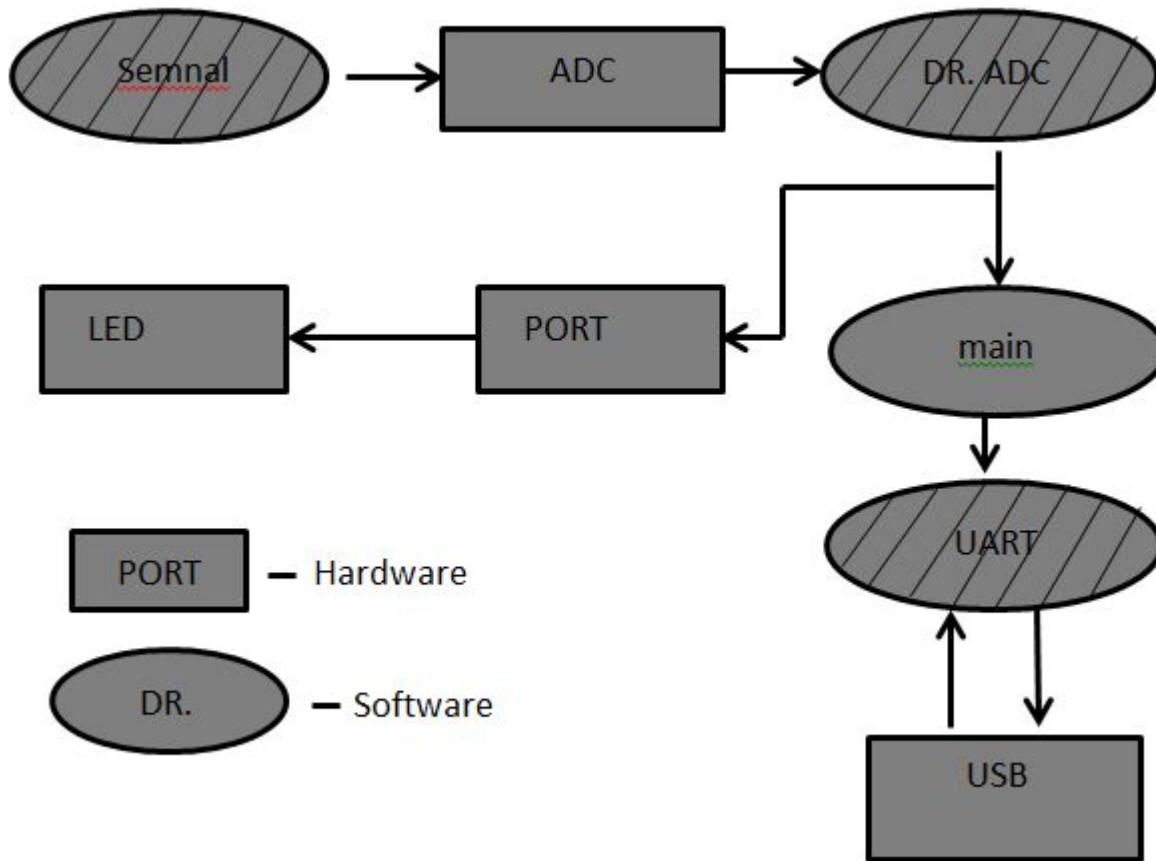 Semnal
ADC
DR. ADC
LED
PORT
main
UART
PORT – Hardware
DR. – Software
USB